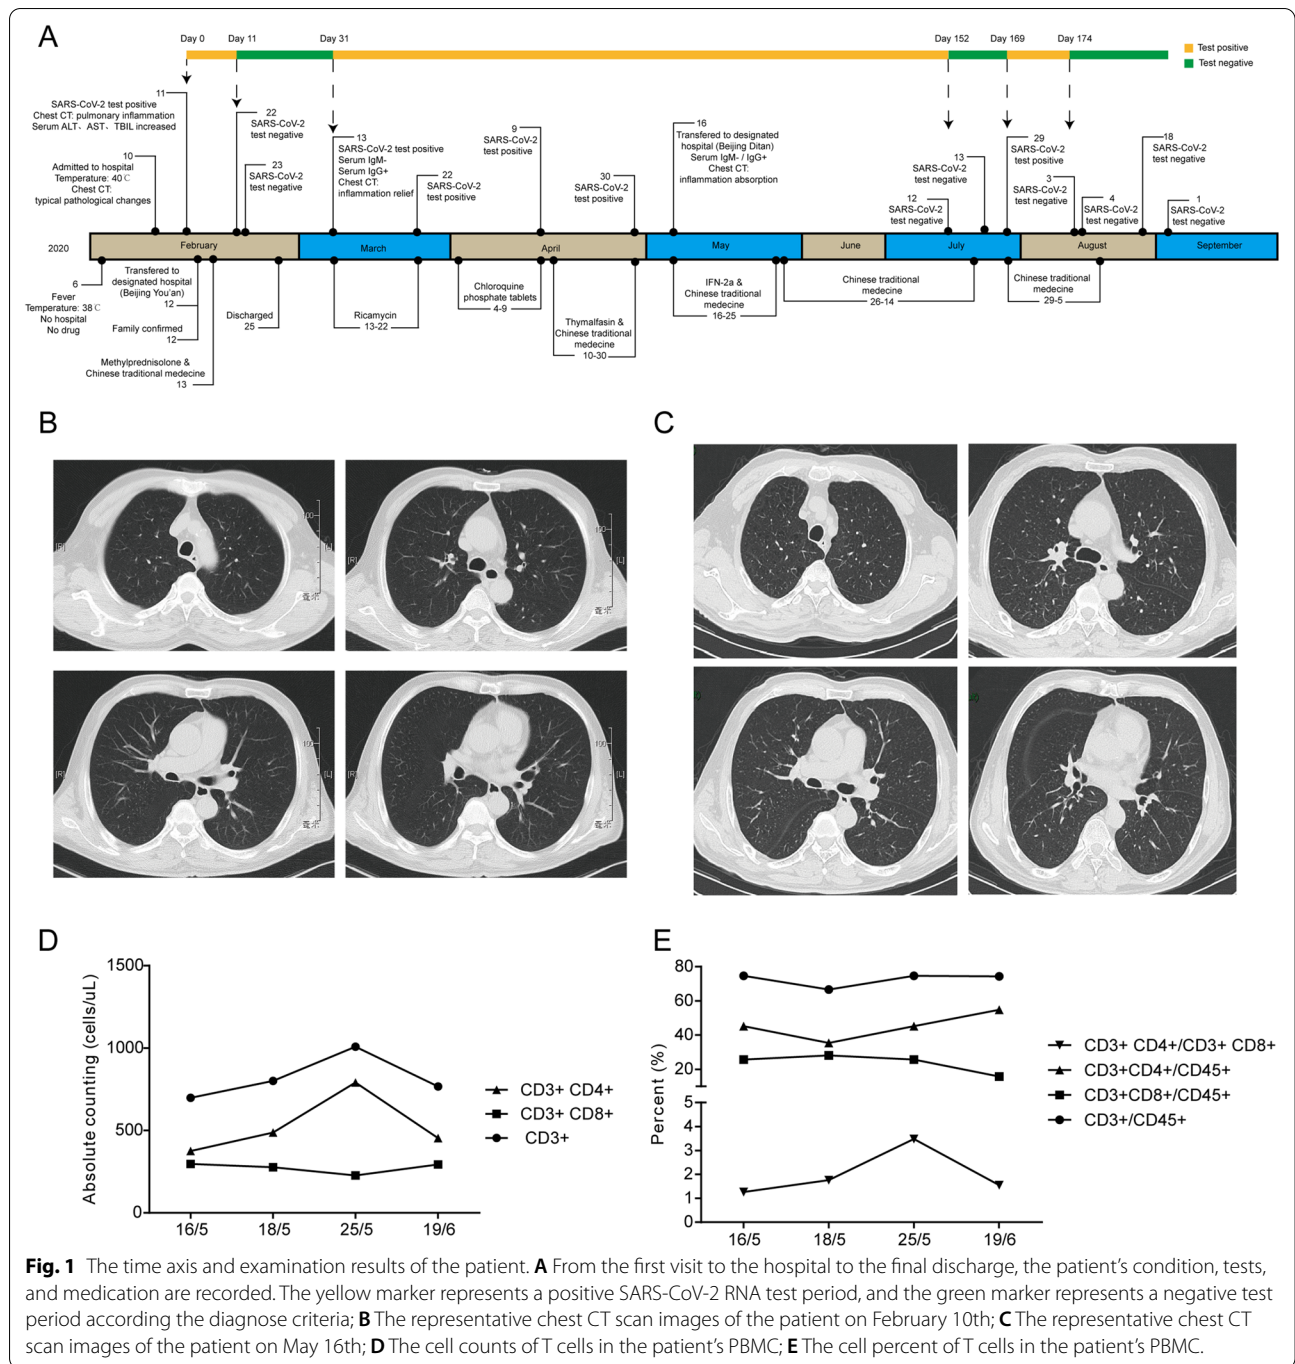 A
Day 0
Day 11
Day 31
Day 152
Day 169
Day 174
Test positive
Test negative
11
SARS-CoV-2 test positive
Chest CT: pulmonary inflammation
Serum ALT、AST、TBIL increased
10
Admitted to hospital
Temperature: 40℃
Chest CT:
typical pathological changes
22
SARS-CoV-2
test negative
23
SARS-CoV-2
test negative
13
SARS-CoV-2 test positive
Serum IgM-
Serum IgG+
Chest CT:
inflammation relief
22
SARS-CoV-2
test positive
9
SARS-CoV-2
test positive
30
SARS-CoV-2
test positive
16
Transfered to designated
hospital (Beijing Ditan)
Serum IgM- / IgG+
Chest CT:
inflammation absorption
12
SARS-CoV-2
test negative
13
SARS-CoV-2
test negative
29
SARS-CoV-2
test positive
3
SARS-CoV-2
test negative
4
SARS-CoV-2
test negative
18
SARS-CoV-2
test negative
1
SARS-CoV-2
test negative
2020
February
March
April
May
June
July
August
September
6
Fever
Temperature: 38℃
No hospital
No drug
Transfered to
designated hospital
(Beijing You'an)
12
Family confirmed
12
Methylprednisolone &
Chinese traditional medecine
13
Discharged
25
Ricamycin
13-22
Chloroquine
phosphate tablets
4-9
Thymalfasin &
Chinese traditional
medecine
10-30
IFN-2a &
Chinese traditional
medecine
16-25
Chinese traditional
medecine
26-14
Chinese traditional
medecine
29-5
B
[R]
[L]
100
[R]
[L]
100
[R]
[L]
100
[R]
[L]
100
C
D
Absolute counting (cells/uL)
1500
1000
500
0
16/5
18/5
25/5
19/6
CD3+ CD4+
CD3+ CD8+
CD3+
E
Percent (%)
80
60
40
20
5
4
3
2
1
0
16/5
18/5
25/5
19/6
CD3+ CD4+/CD3+ CD8+
CD3+CD4+/CD45+
CD3+CD8+/CD45+
CD3+/CD45+
Fig. 1 The time axis and examination results of the patient. A From the first visit to the hospital to the final discharge, the patient's condition, tests,
and medication are recorded. The yellow marker represents a positive SARS-CoV-2 RNA test period, and the green marker represents a negative test
period according the diagnose criteria; B The representative chest CT scan images of the patient on February 10th; C The representative chest CT
scan images of the patient on May 16th; D The cell counts of T cells in the patient's PBMC; E The cell percent of T cells in the patient's PBMC.